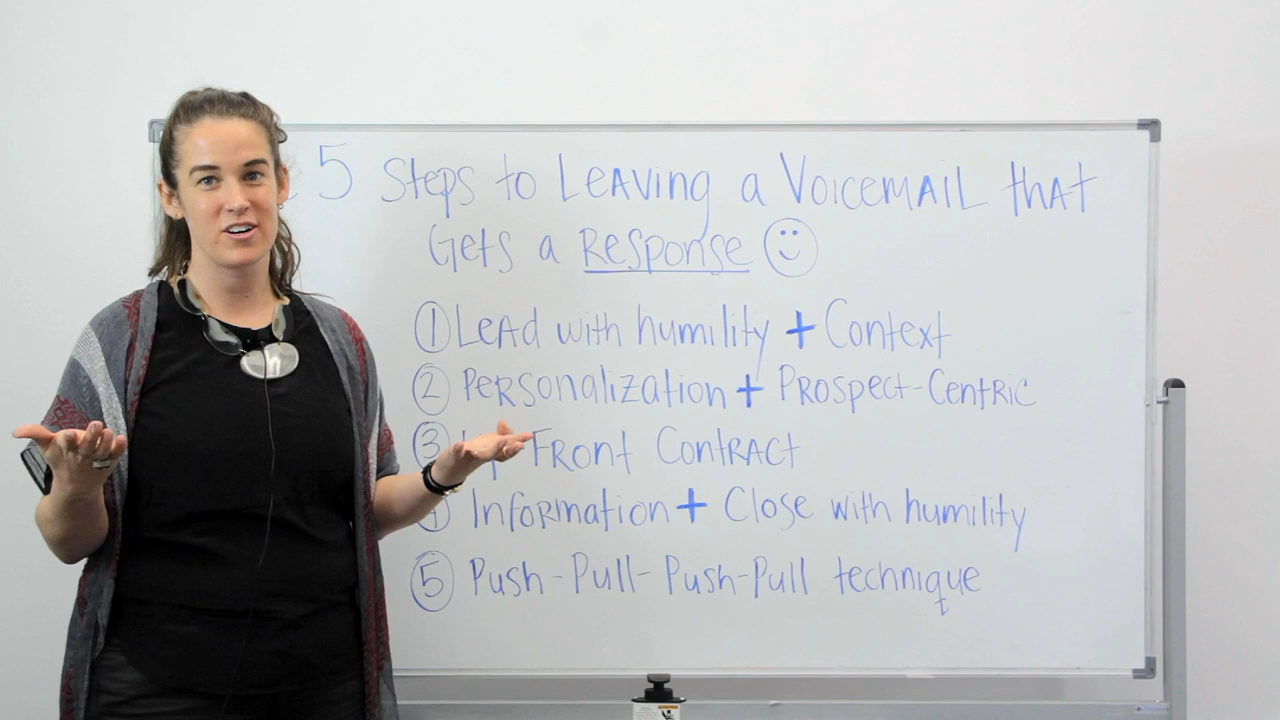 5 Steps to Leaving a Voicemail that
Gets a Response
1 Lead with humility + Context
2 Personalization + Prospect-Centric
3 Front Contract
4 Information + Close with humility
5 Push-Pull-Push-Pull technique